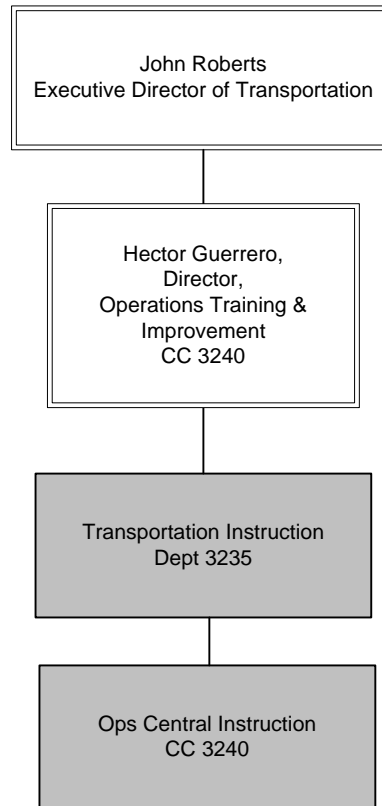 John Roberts
Executive Director of Transportation
Hector Guerrero,
Director,
Operations Training &
Improvement
CC 3240
Transportation Instruction
Dept 3235
Ops Central Instruction
CC 3240